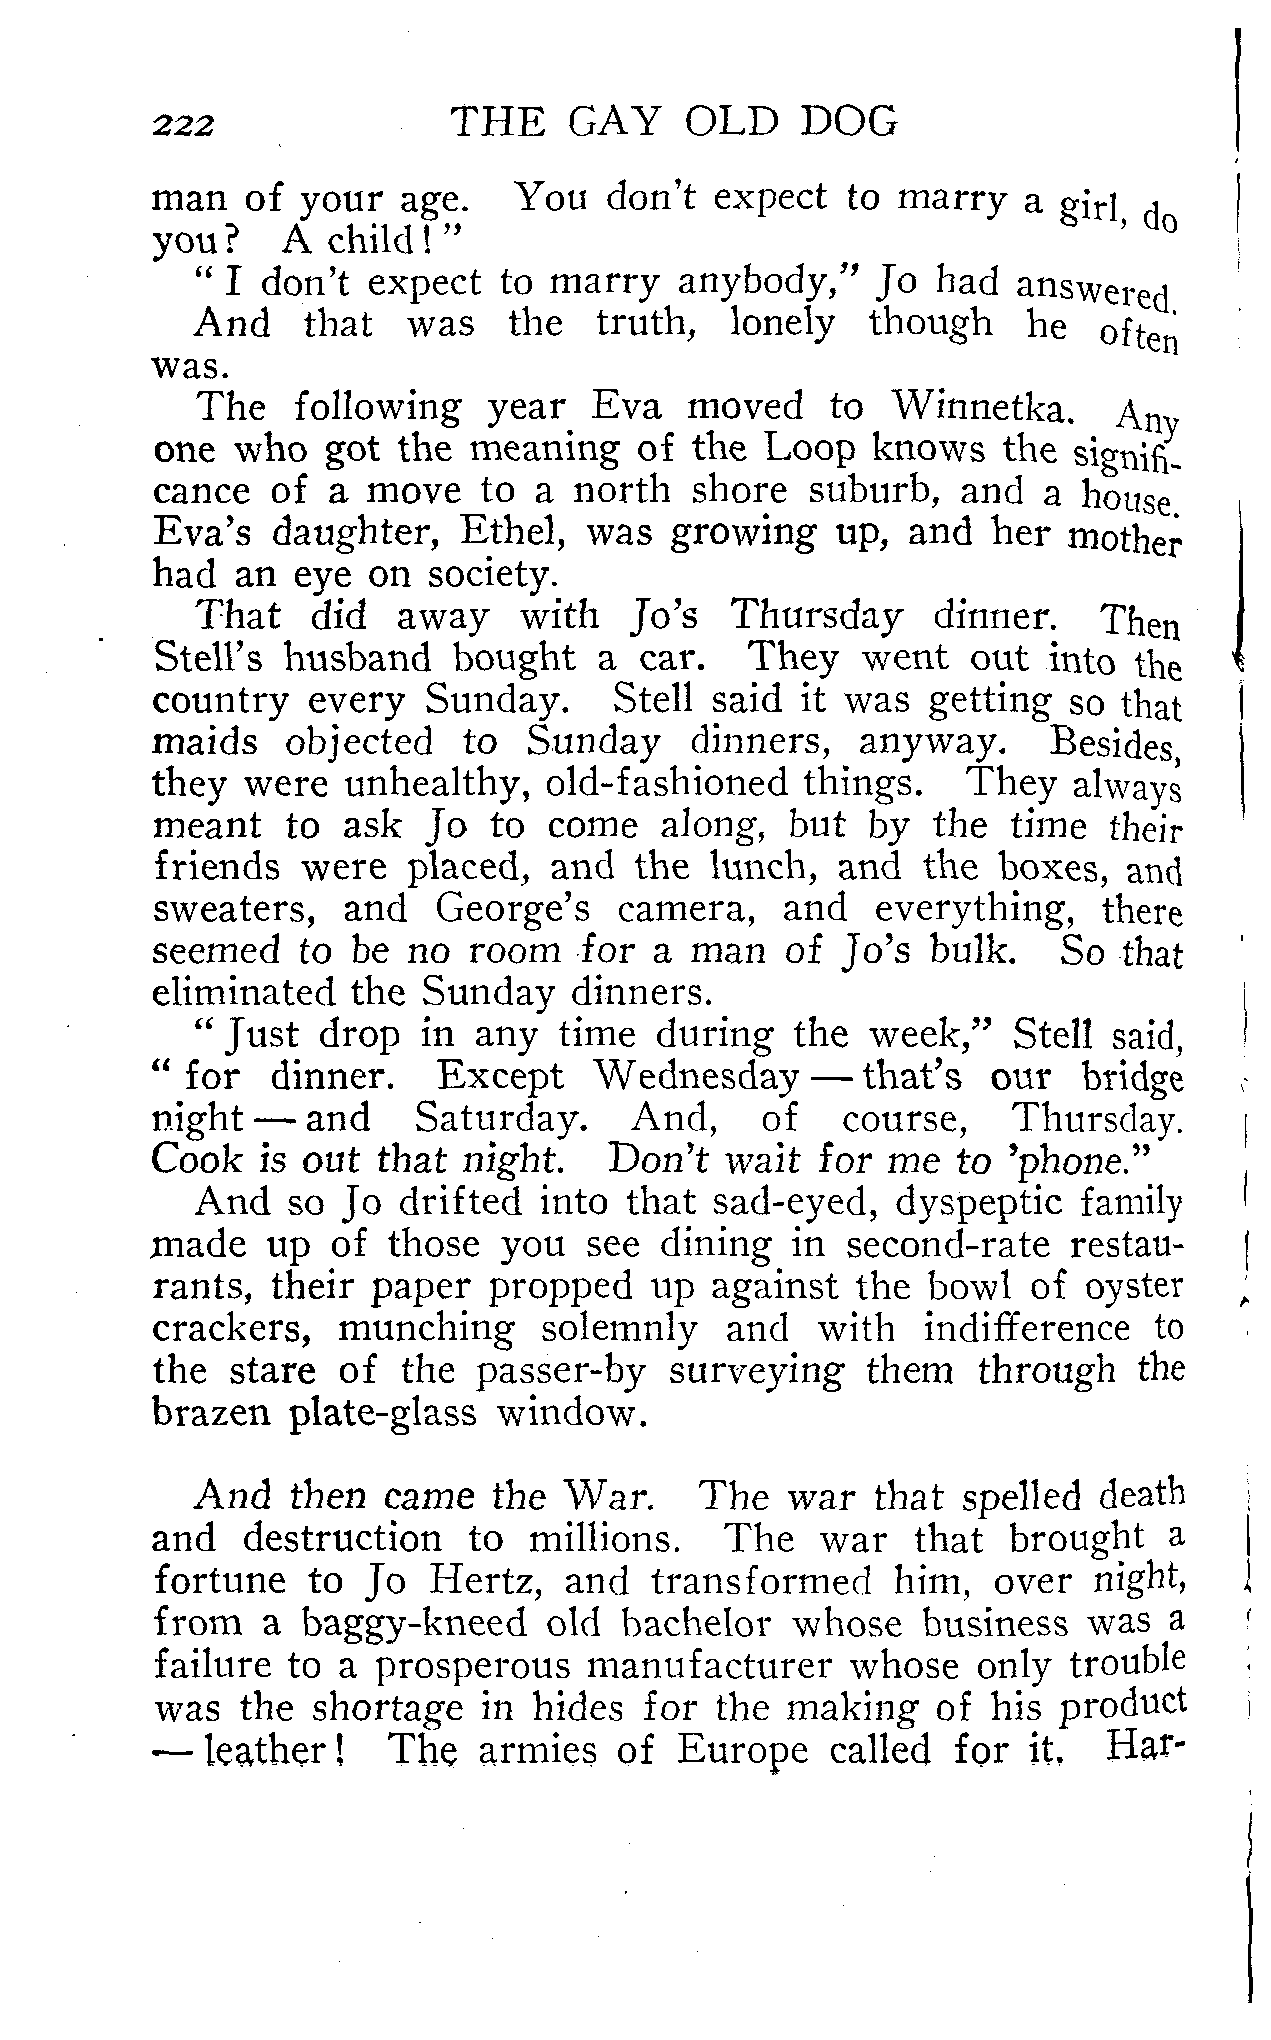 222 THE GAY OLD DOG
man of your age. You don't expect to marry a girl, do
you? A child!"
" I don't expect to marry anybody," Jo had answered.
And that was the truth, lonely though he often
was.
The following year Eva moved to Winnetka. Any
one who got the meaning of the Loop knows the signifi-
cance of a move to a north shore suburb, and a house.
Eva's daughter, Ethel, was growing up, and her mother
had an eye on society.
That did away with Jo's Thursday dinner. Then
Stell's husband bought a car. They went out into the
country every Sunday. Stell said it was getting so that
maids objected to Sunday dinners, anyway. Besides,
they were unhealthy, old-fashioned things. They always
meant to ask Jo to come along, but by the time their
friends were placed, and the lunch, and the boxes, and
sweaters, and George's camera, and everything, there
seemed to be no room for a man of Jo's bulk. So that
eliminated the Sunday dinners.
" Just drop in any time during the week," Stell said,
" for dinner. Except Wednesday — that's our bridge
night — and Saturday. And, of course, Thursday.
Cook is out that night. Don't wait for me to 'phone."
And so Jo drifted into that sad-eyed, dyspeptic family
made up of those you see dining in second-rate restau-
rants, their paper propped up against the bowl of oyster
crackers, munching solemnly and with indifference to
the stare of the passer-by surveying them through the
brazen plate-glass window.
And then came the War. The war that spelled death
and destruction to millions. The war that brought a
fortune to Jo Hertz, and transformed him, over night,
from a baggy-kneed old bachelor whose business was a
failure to a prosperous manufacturer whose only trouble
was the shortage in hides for the making of his product
— leather! The armies of Europe called for it. Har-